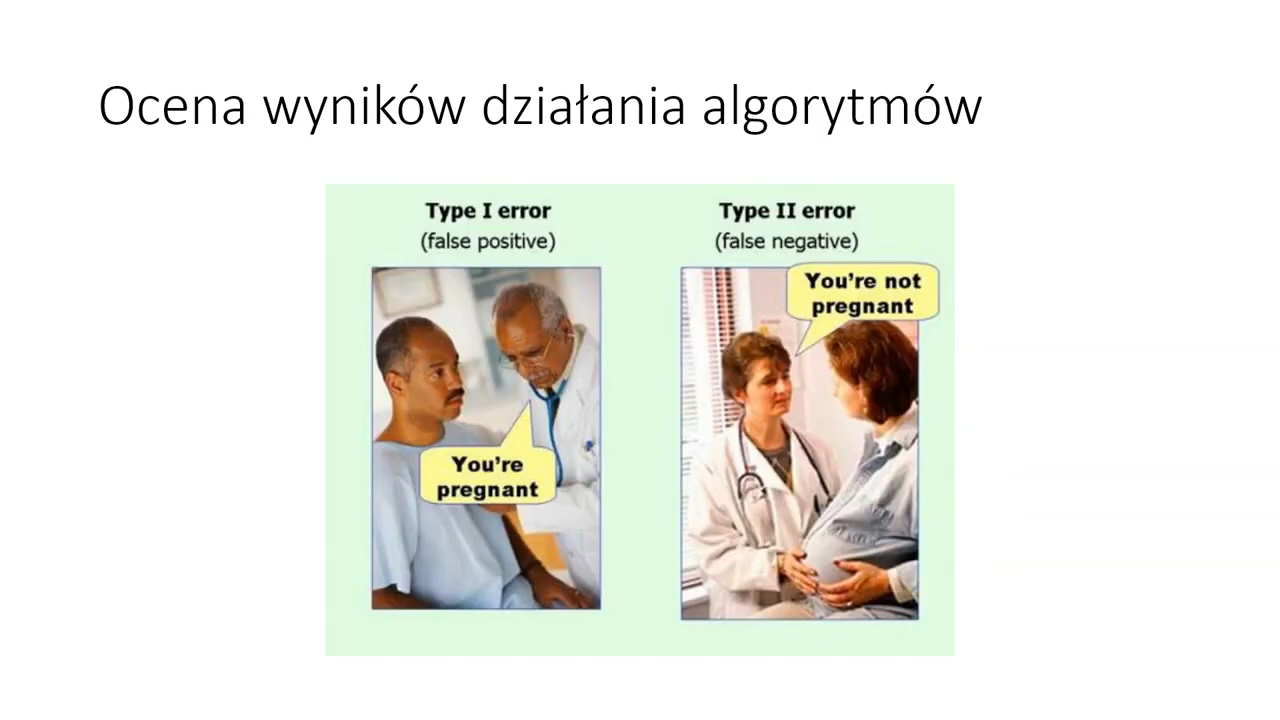 Ocena wyników działania algorytmów
Type I error
(false positive)
You're
pregnant
Type II error
(false negative)
You're not
pregnant